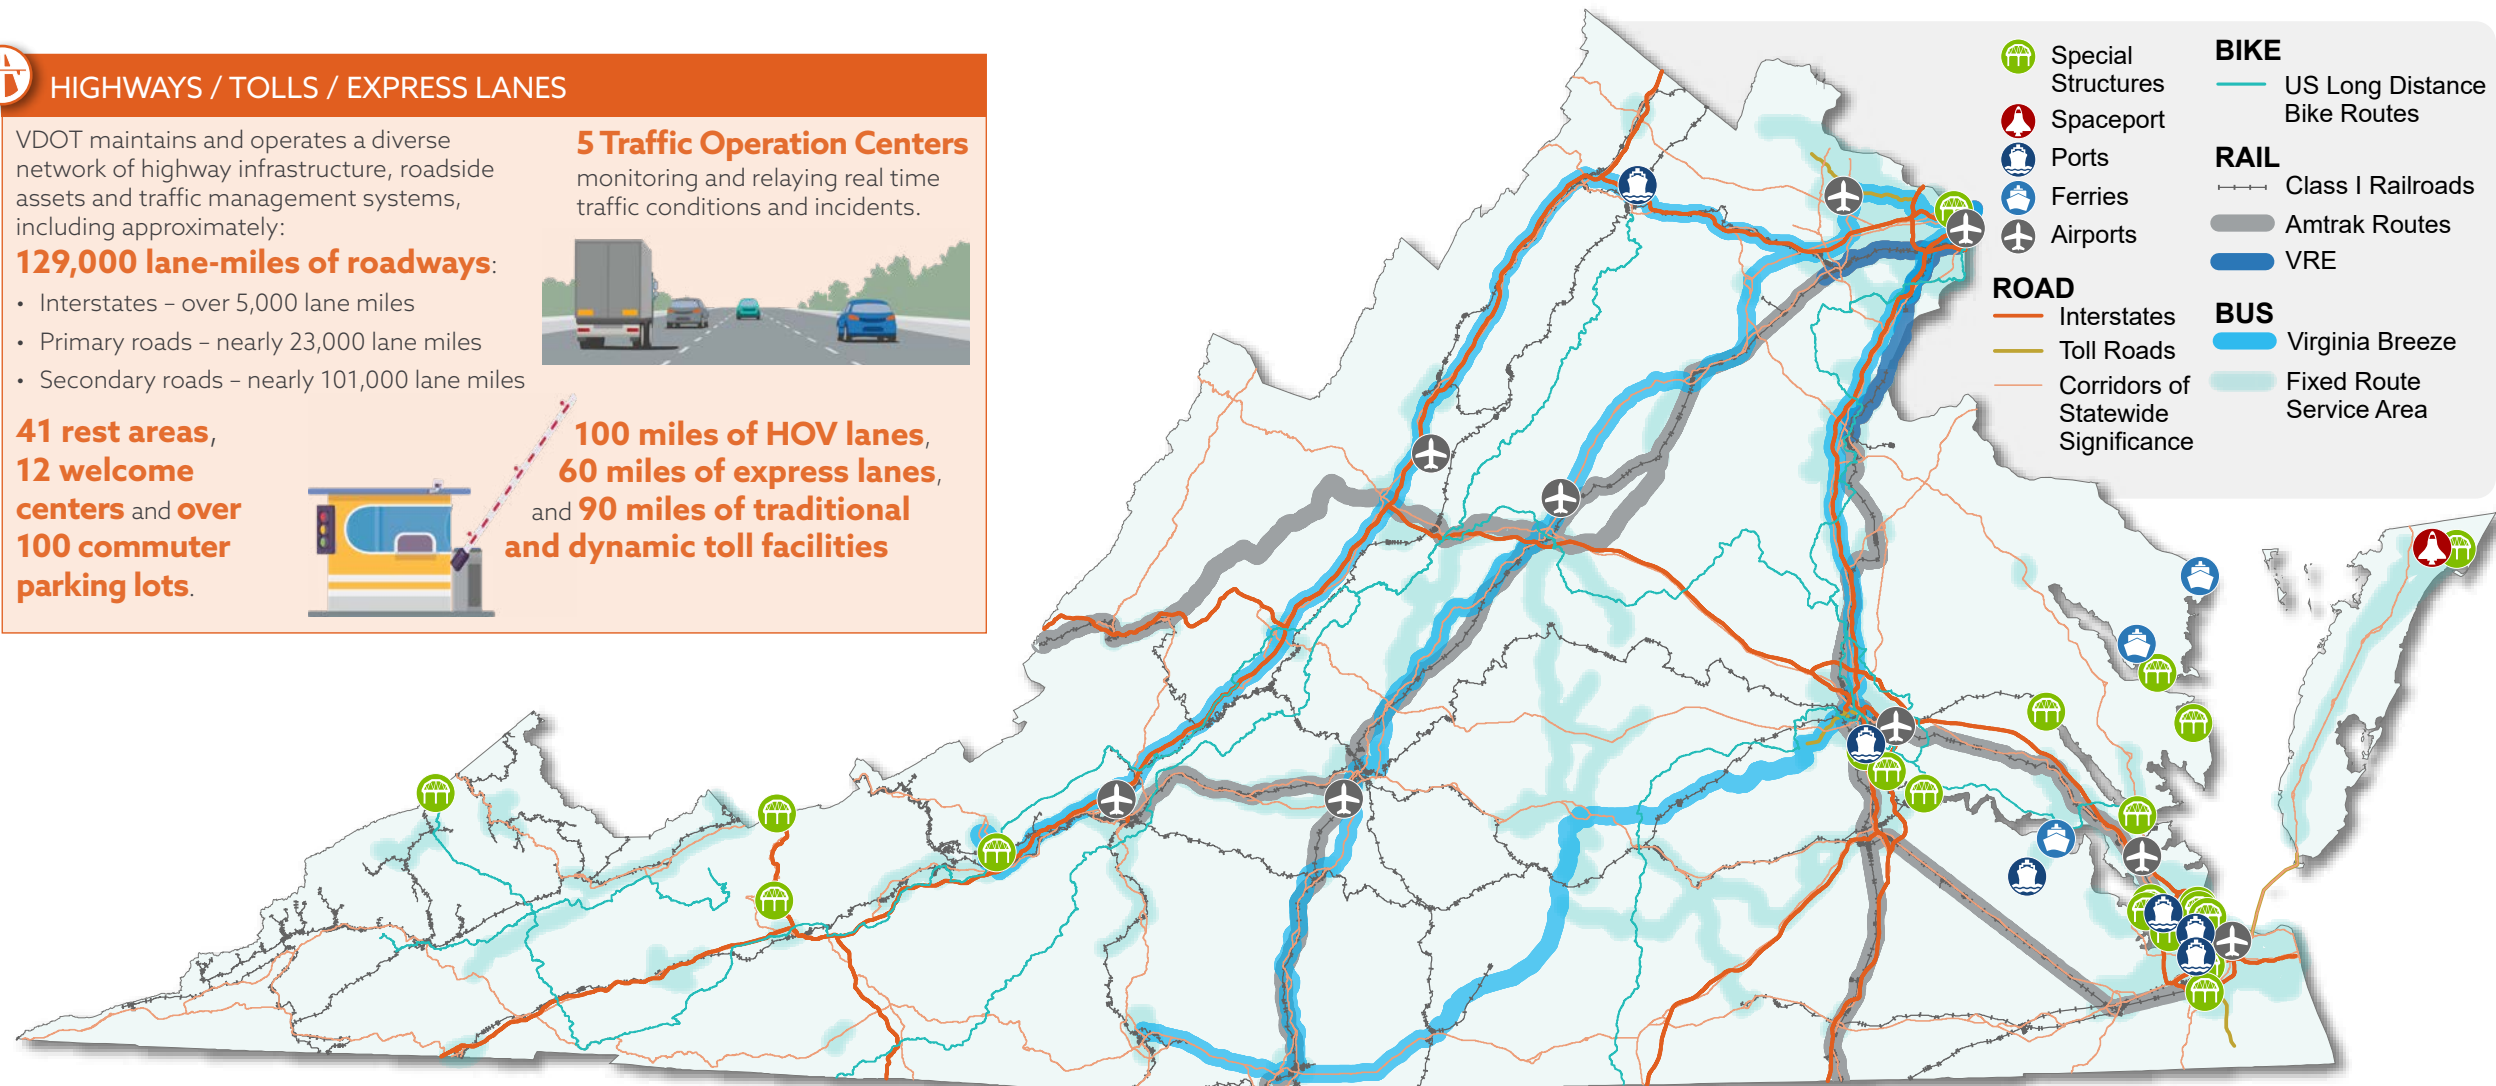 HIGHWAYS / TOLLS / EXPRESS LANES
VDOT maintains and operates a diverse
network of highway infrastructure, roadside
assets and traffic management systems,
including approximately:
129,000 lane-miles of roadways:
• Interstates – over 5,000 lane miles
• Primary roads – nearly 23,000 lane miles
• Secondary roads – nearly 101,000 lane miles
5 Traffic Operation Centers
monitoring and relaying real time
traffic conditions and incidents.
41 rest areas,
12 welcome
centers and over
100 commuter
parking lots.
100 miles of HOV lanes,
60 miles of express lanes,
and 90 miles of traditional
and dynamic toll facilities
Special
Structures
Spaceport
Ports
Ferries
Airports
ROAD
Interstates
Toll Roads
Corridors of
Statewide
Significance
BIKE
US Long Distance
Bike Routes
RAIL
Class I Railroads
Amtrak Routes
VRE
BUS
Virginia Breeze
Fixed Route
Service Area